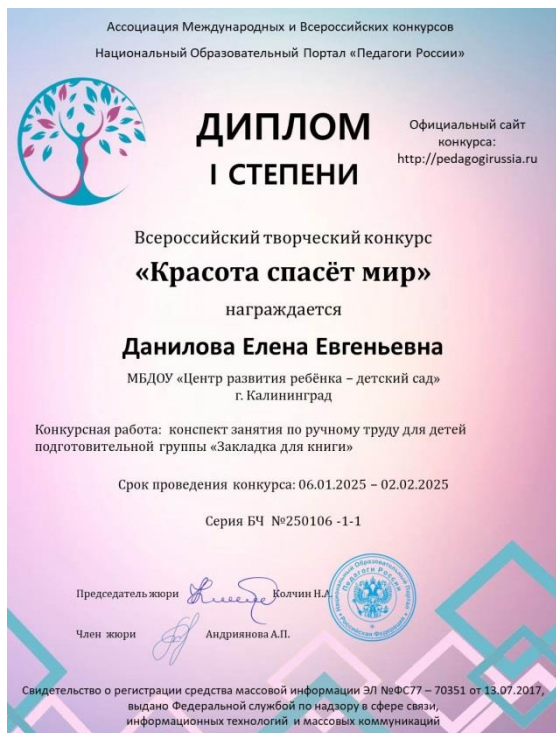 Ассоциация Международных и Всероссийских конкурсов
Национальный Образовательный Портал «Педагоги России»
ДИПЛОМ
I СТЕПЕНИ
Официальный сайт
конкурса:
http://pedagogirussia.ru
Всероссийский творческий конкурс
«Красота спасёт мир»
награждается
Данилова Елена Евгеньевна
МБДОУ «Центр развития ребёнка – детский сад»
г. Калининград
Конкурсная работа: конспект занятия по ручному труду для детей
подготовительной группы «Закладка для книги»
Срок проведения конкурса: 06.01.2025 – 02.02.2025
Серия БЧ №250106 -1-1
Председатель жюри Колчин Н.А.
Член жюри Андриянова А.П.
Педагоги России
Российская Федерация
Свидетельство о регистрации средства массовой информации ЭЛ №ФС77 – 70351 от 13.07.2017,
выдано Федеральной службой по надзору в сфере связи,
информационных технологий и массовых коммуникаций